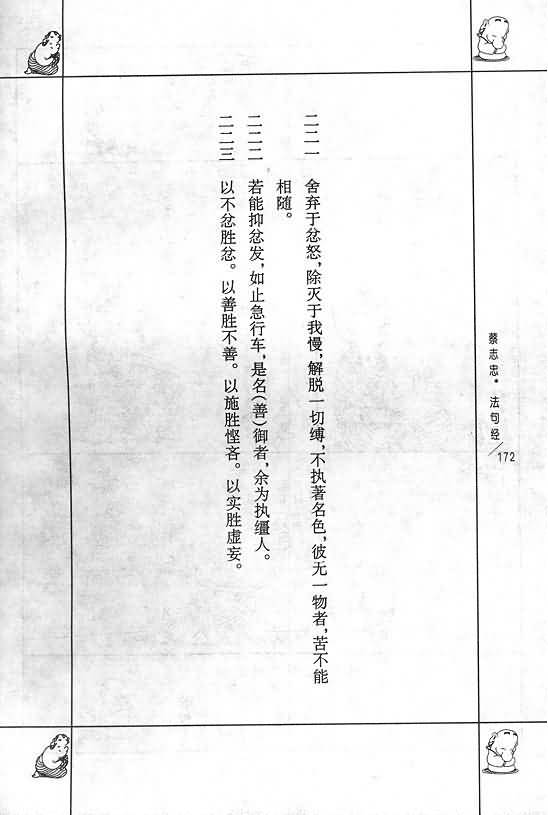 二二一　舍弃于忿怒，除灭于我慢，解脱一切缚，不执著名色，彼无一物者，苦不能
相随。
二二二　若能抑忿发，如止急行车，是名（善）御者，余为执缰人。
二二三　以不忿胜忿。以善胜不善。以施胜悭吝。以实胜虚妄。
蔡志忠·法句经／172